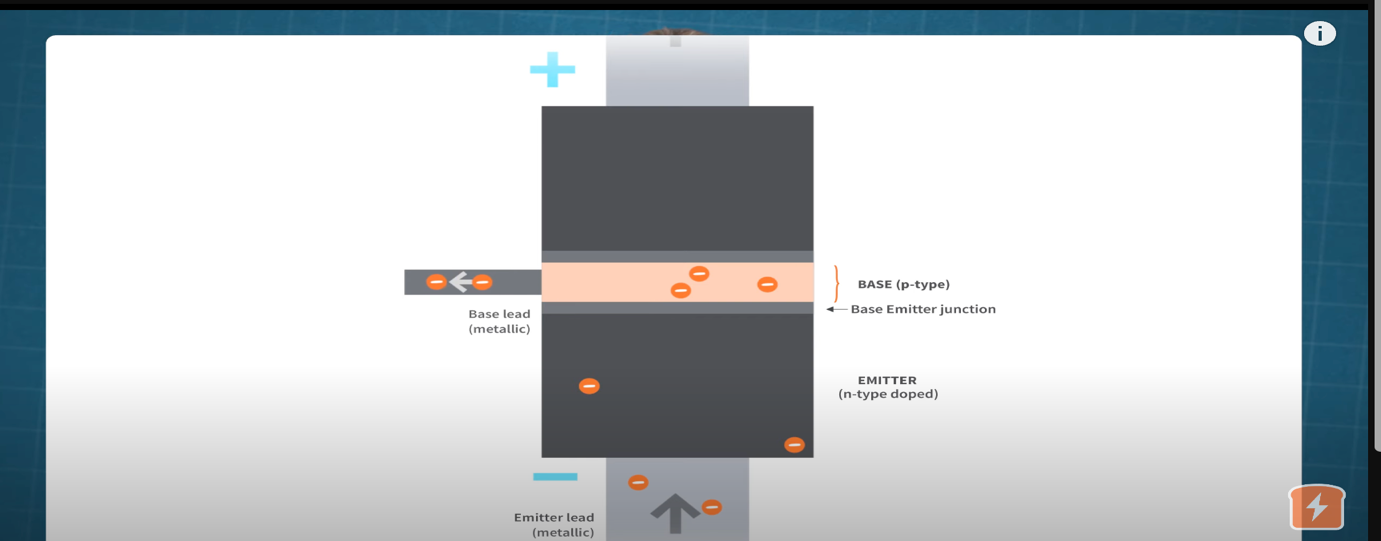 Base lead
(metallic)
BASE (p-type)
Base Emitter junction
EMITTER
(n-type doped)
Emitter lead
(metallic)